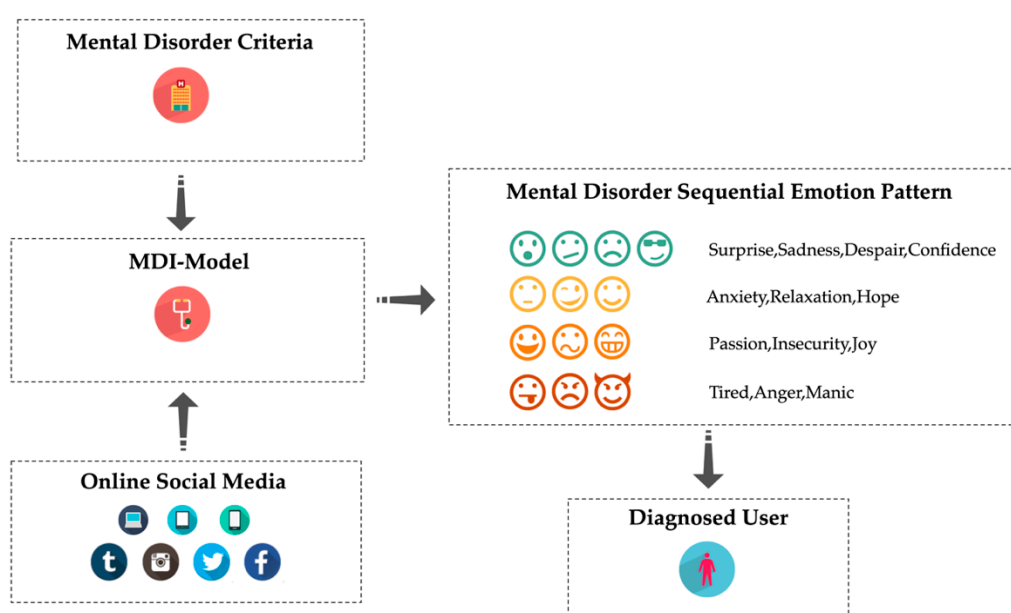 Mental Disorder Criteria
H
MDI-Model
Online Social Media
t
f
Mental Disorder Sequential Emotion Pattern
Surprise,Sadness,Despair,Confidence
Anxiety,Relaxation,Hope
Passion,Insecurity,Joy
Tired,Anger,Manic
Diagnosed User